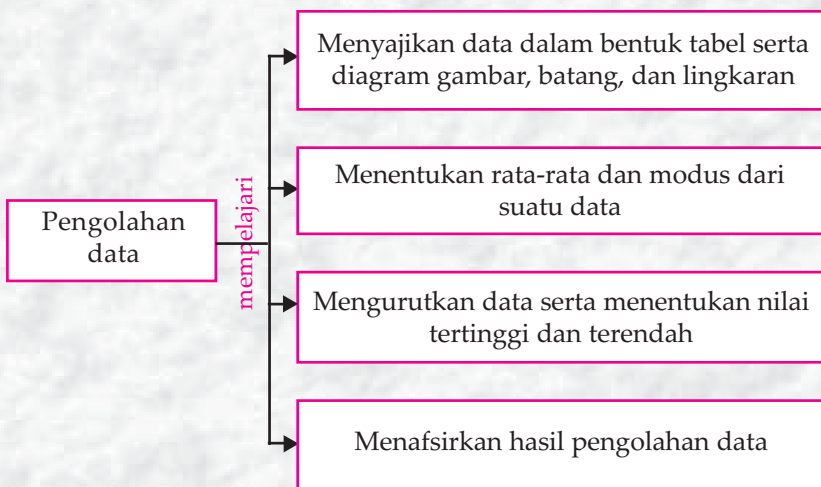 Pengolahan
data
mempelajari
Menyajikan data dalam bentuk tabel serta
diagram gambar, batang, dan lingkaran
Menentukan rata-rata dan modus dari
suatu data
Mengurutkan data serta menentukan nilai
tertinggi dan terendah
Menafsirkan hasil pengolahan data